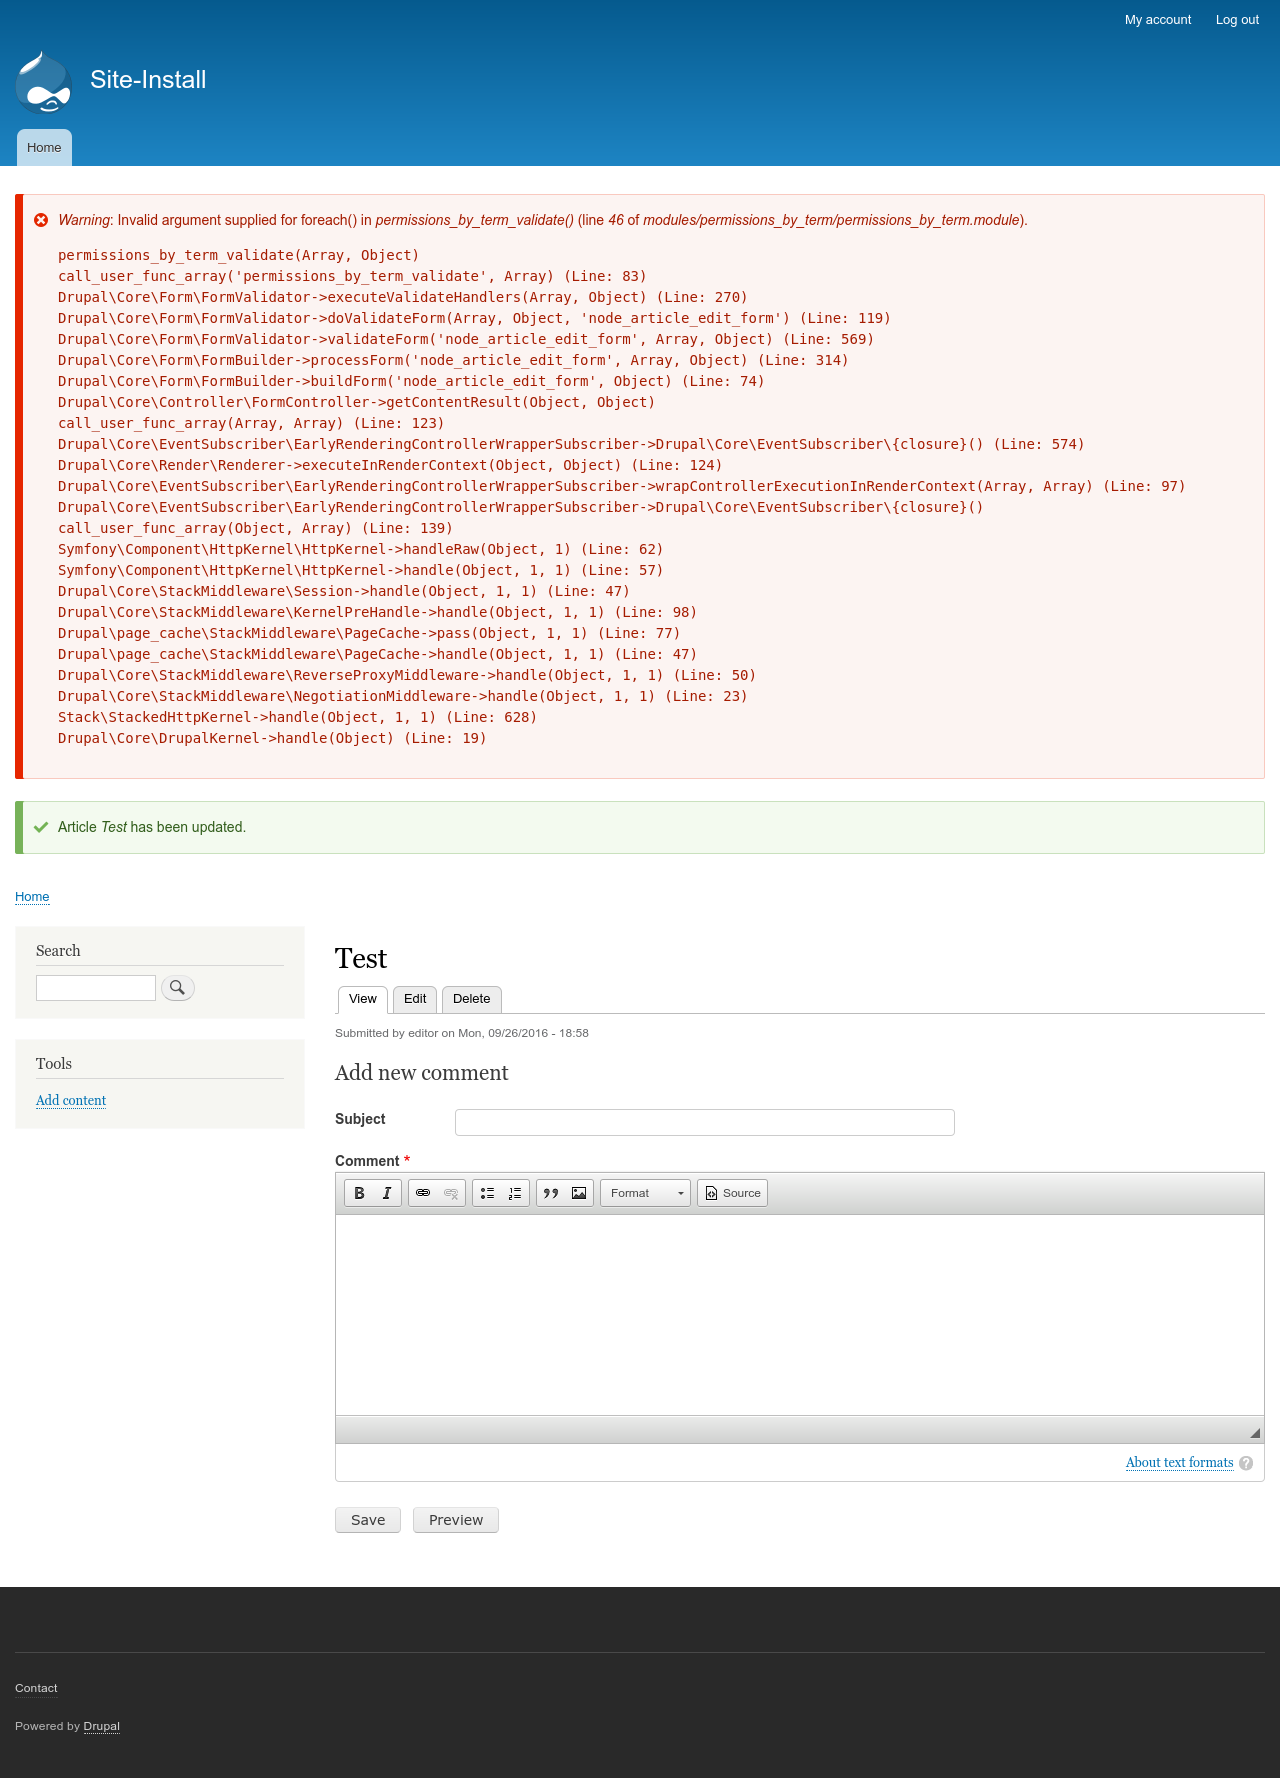 My account Log out
Site-Install
Home
Warning: Invalid argument supplied for foreach() in permissions_by_term_validate() (line 46 of modules/permissions_by_term/permissions_by_term.module).
permissions_by_term_validate(Array, Object)
call_user_func_array('permissions_by_term_validate', Array) (Line: 83)
Drupal\Core\Form\FormValidator->executeValidateHandlers(Array, Object) (Line: 270)
Drupal\Core\Form\FormValidator->doValidateForm(Array, Object, 'node_article_edit_form') (Line: 119)
Drupal\Core\Form\FormValidator->validateForm('node_article_edit_form', Array, Object) (Line: 569)
Drupal\Core\Form\FormBuilder->processForm('node_article_edit_form', Array, Object) (Line: 314)
Drupal\Core\Form\FormBuilder->buildForm('node_article_edit_form', Object) (Line: 74)
Drupal\Core\Controller\FormController->getContentResult(Object, Object)
call_user_func_array(Array, Array) (Line: 123)
Drupal\Core\EventSubscriber\EarlyRenderingControllerWrapperSubscriber->Drupal\Core\EventSubscriber\{closure}() (Line: 574)
Drupal\Core\Render\Renderer->executeInRenderContext(Object, Object) (Line: 124)
Drupal\Core\EventSubscriber\EarlyRenderingControllerWrapperSubscriber->wrapControllerExecutionInRenderContext(Array, Array) (Line: 97)
Drupal\Core\EventSubscriber\EarlyRenderingControllerWrapperSubscriber->Drupal\Core\EventSubscriber\{closure}()
call_user_func_array(Object, Array) (Line: 139)
Symfony\Component\HttpKernel\HttpKernel->handleRaw(Object, 1) (Line: 62)
Symfony\Component\HttpKernel\HttpKernel->handle(Object, 1, 1) (Line: 57)
Drupal\Core\StackMiddleware\Session->handle(Object, 1, 1) (Line: 47)
Drupal\Core\StackMiddleware\KernelPreHandle->handle(Object, 1, 1) (Line: 98)
Drupal\page_cache\StackMiddleware\PageCache->pass(Object, 1, 1) (Line: 77)
Drupal\page_cache\StackMiddleware\PageCache->handle(Object, 1, 1) (Line: 47)
Drupal\Core\StackMiddleware\ReverseProxyMiddleware->handle(Object, 1, 1) (Line: 50)
Drupal\Core\StackMiddleware\NegotiationMiddleware->handle(Object, 1, 1) (Line: 23)
Stack\StackedHttpKernel->handle(Object, 1, 1) (Line: 628)
Drupal\Core\DrupalKernel->handle(Object) (Line: 19)
Article Test has been updated.
Home
Search
Tools
Add content
Test
View Edit Delete
Submitted by editor on Mon, 09/26/2016 - 18:58
Add new comment
Subject
Comment *
B I Format Source
About text formats ?
Save Preview
Contact
Powered by Drupal